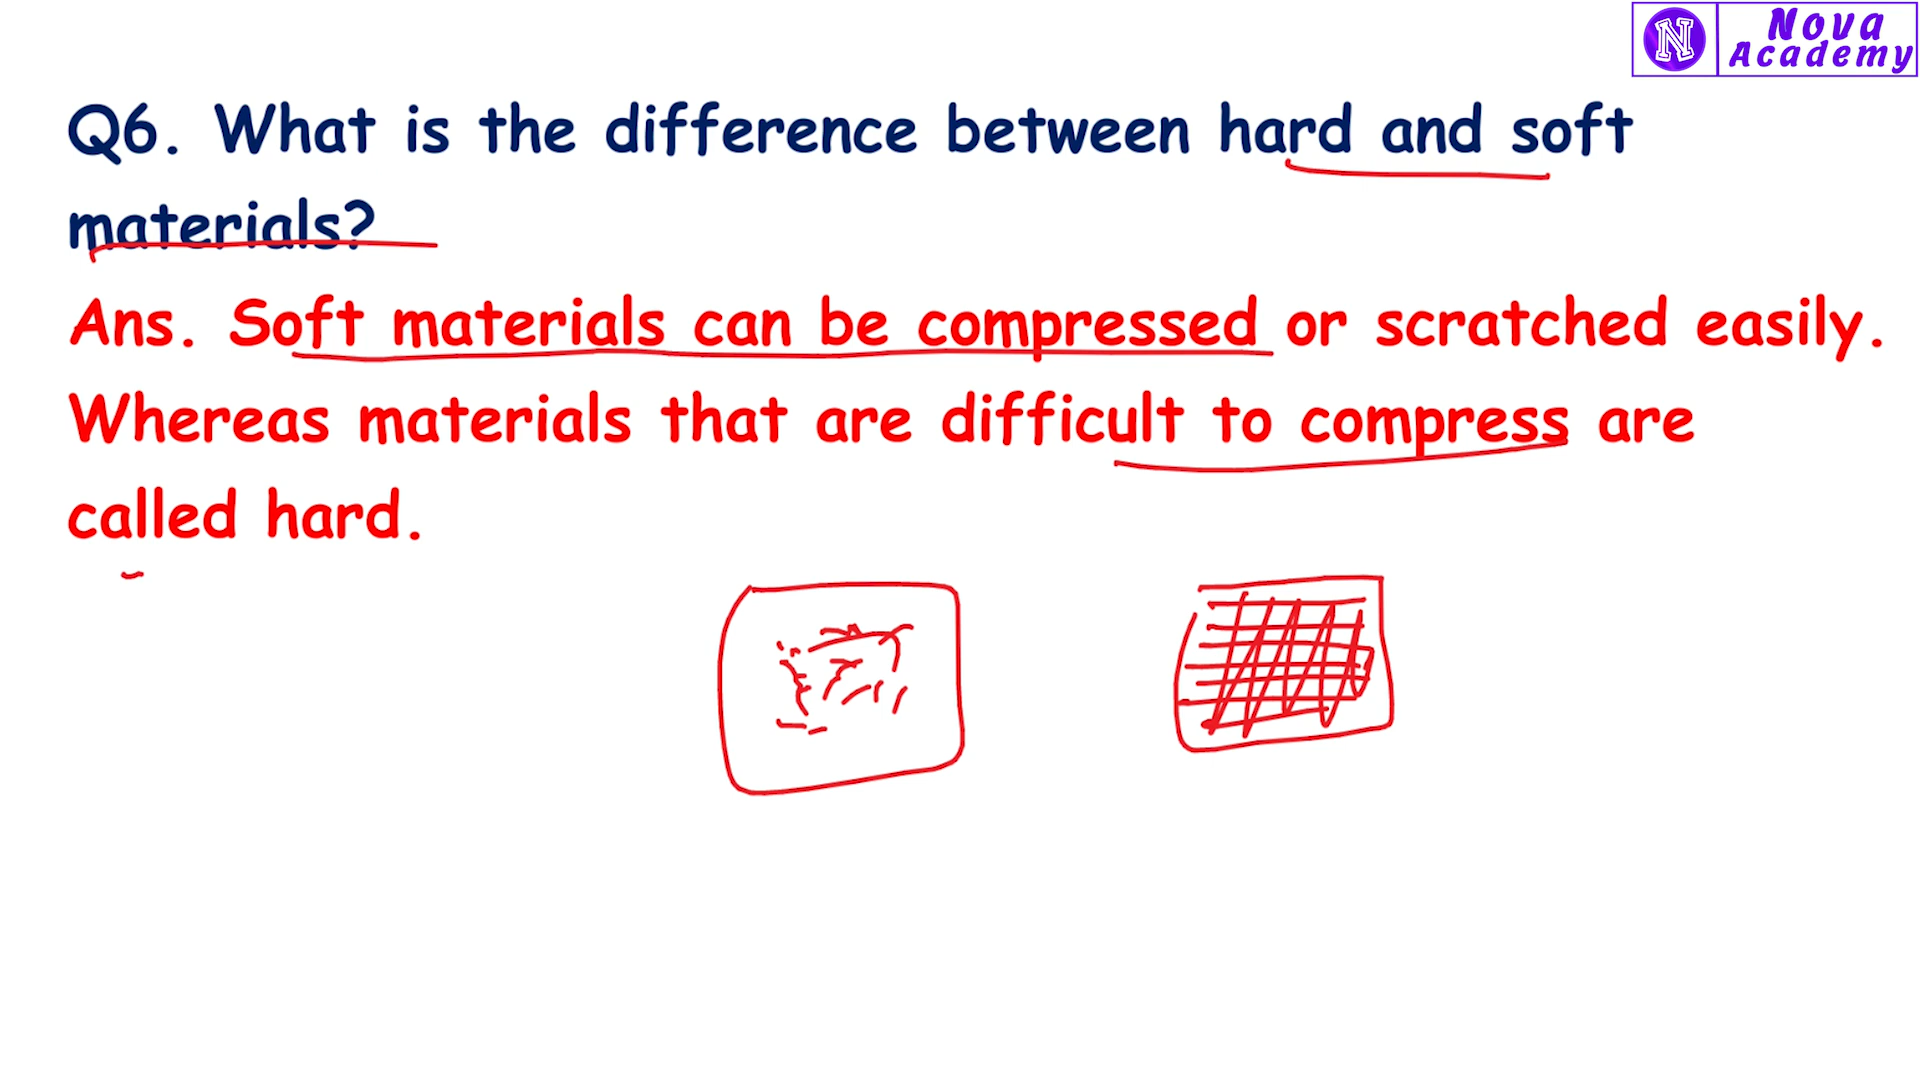 N Nova
Academy
Q6. What is the difference between hard and soft
materials?
Ans. Soft materials can be compressed or scratched easily.
Whereas materials that are difficult to compress are
called hard.